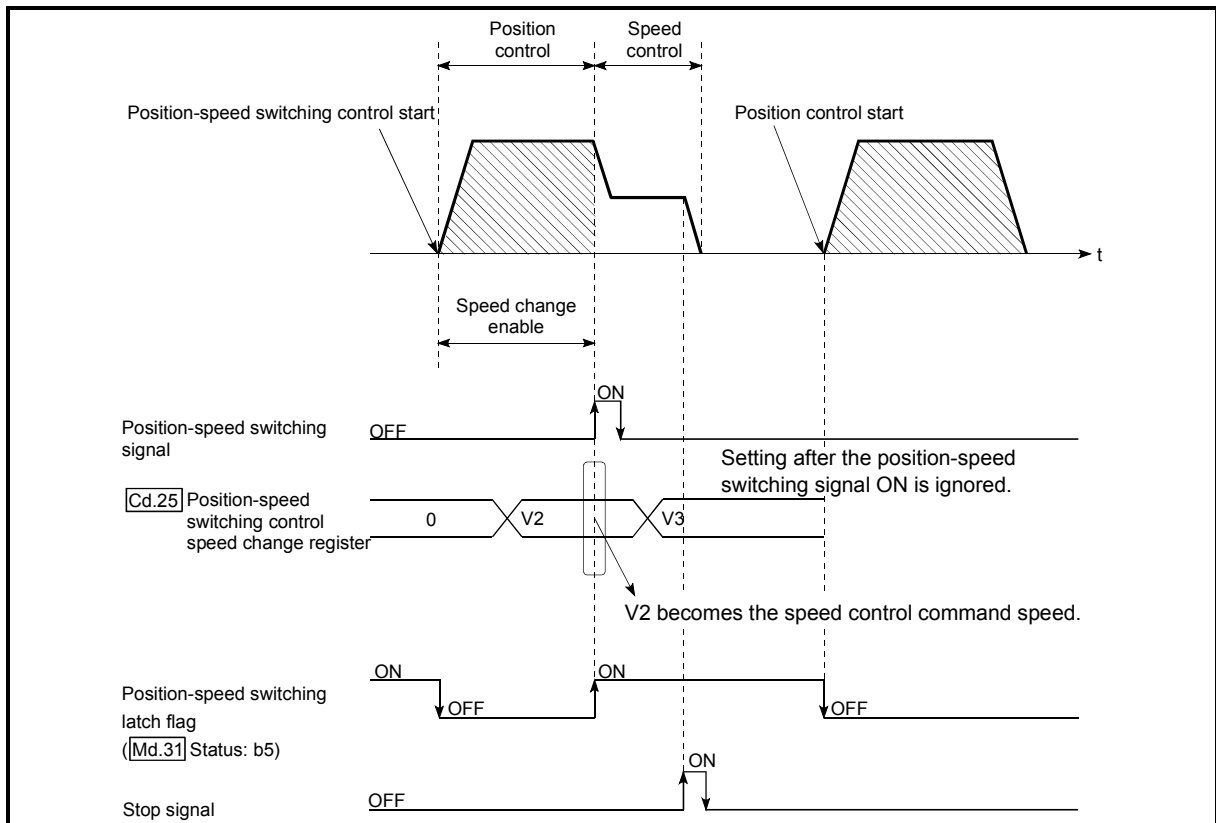 Position
control
Speed
control
Position-speed switching control start
Position control start
t
Speed change
enable
ON
Position-speed switching
signal
OFF
Setting after the position-speed
switching signal ON is ignored.
Cd.25 Position-speed
switching control
speed change register
0
V2
V3
V2 becomes the speed control command speed.
ON
ON
Position-speed switching
latch flag
(Md.31 Status: b5)
OFF
OFF
ON
Stop signal
OFF